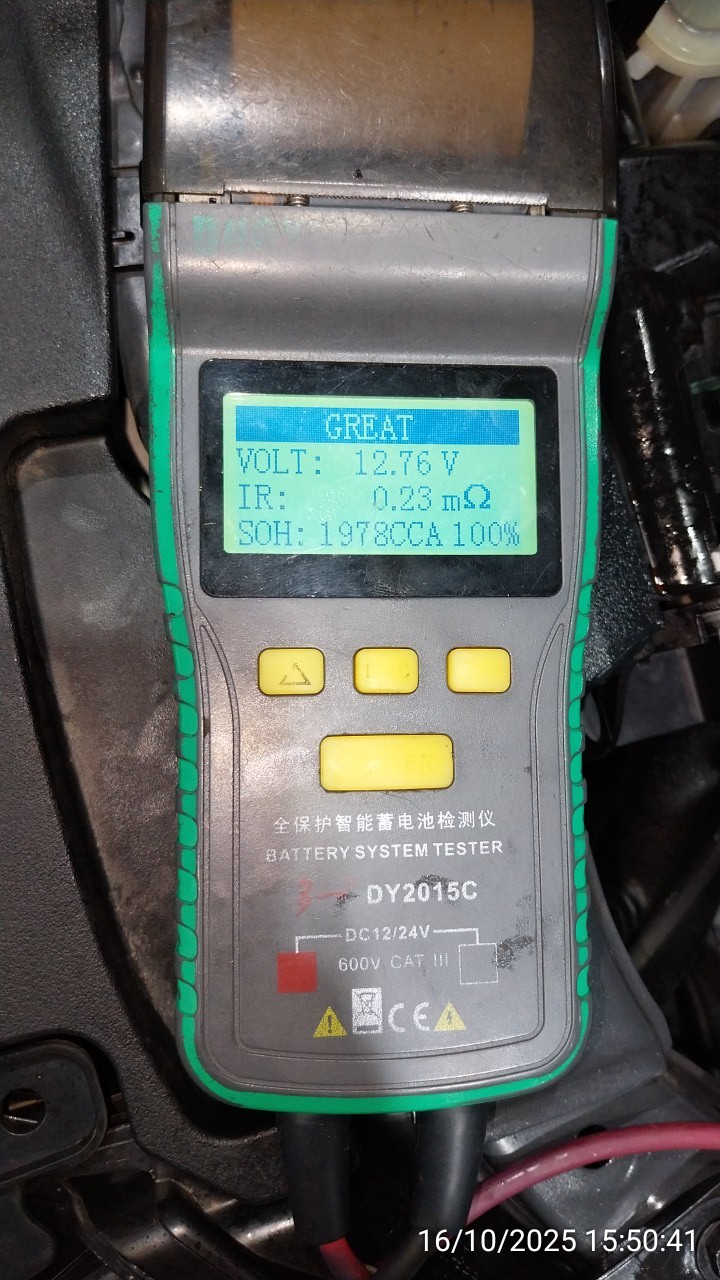 GREAT
VOLT: 12.76 V
IR: 0.23 mΩ
SOH: 1978CCA 100%
全保护智能蓄电池检测仪
BATTERY SYSTEM TESTER
DY2015C
DC12/24V
600V CAT III
CE
16/10/2025 15:50:41